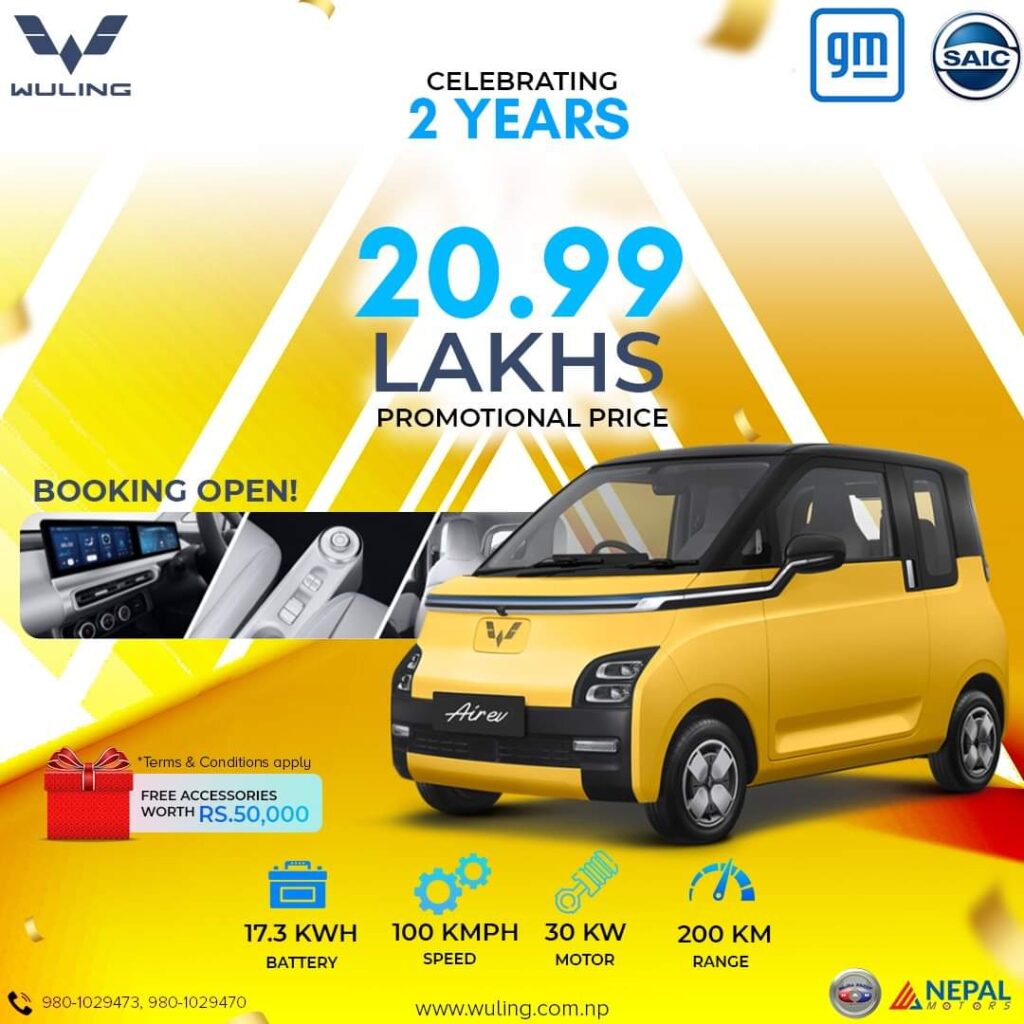 WULING
gm
SAIC
CELEBRATING
2 YEARS
20.99
LAKHS
PROMOTIONAL PRICE
BOOKING OPEN!
Air ev
*Terms & Conditions apply
FREE ACCESSORIES
WORTH RS.50,000
17.3 KWH
BATTERY
100 KMPH
SPEED
30 KW
MOTOR
200 KM
RANGE
980-1029473, 980-1029470
www.wuling.com.np
NEPAL
MOTORS